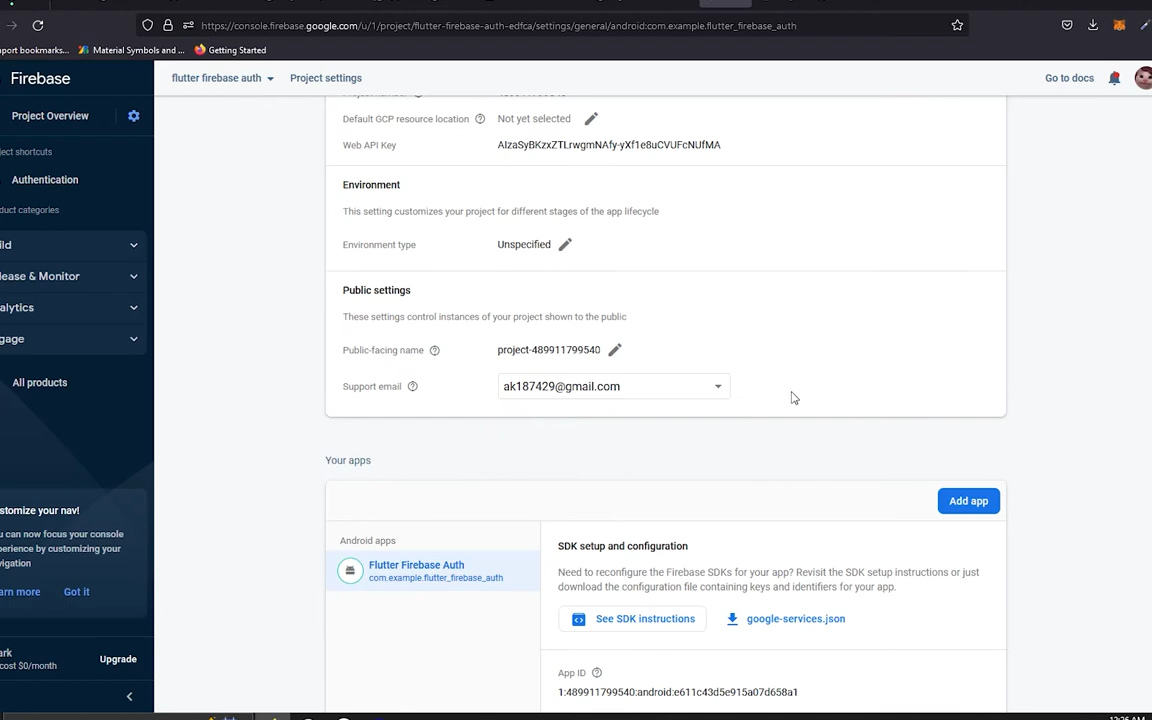 https://console.firebase.google.com/u/1/project/flutter-firebase-auth-edfca/settings/general/android:com.example.flutter_firebase_auth
port bookmarks...
Material Symbols and ...
Getting Started
Firebase
flutter firebase auth
Project settings
Go to docs
Project Overview
Default GCP resource location
Not yet selected
Web API Key
AIzaSyBKzxZTLrwgmNAfy-yXf1e8uCVUFcNUfMA
ject shortcuts
Authentication
oduct categories
ild
lease & Monitor
alytics
gage
All products
Environment
This setting customizes your project for different stages of the app lifecycle
Environment type
Unspecified
Public settings
These settings control instances of your project shown to the public
Public-facing name
project-489911799540
Support email
ak187429@gmail.com
Your apps
Add app
Android apps
Flutter Firebase Auth
com.example.flutter_firebase_auth
SDK setup and configuration
Need to reconfigure the Firebase SDKs for your app? Revisit the SDK setup instructions or just
download the configuration file containing keys and identifiers for your app.
See SDK instructions
google-services.json
App ID
1:489911799540:android:e611c43d5e915a07d658a1
stomize your nav!
u can now focus your console
perience by customizing your
vigation
arn more
Got it
ark
cost $0/month
Upgrade